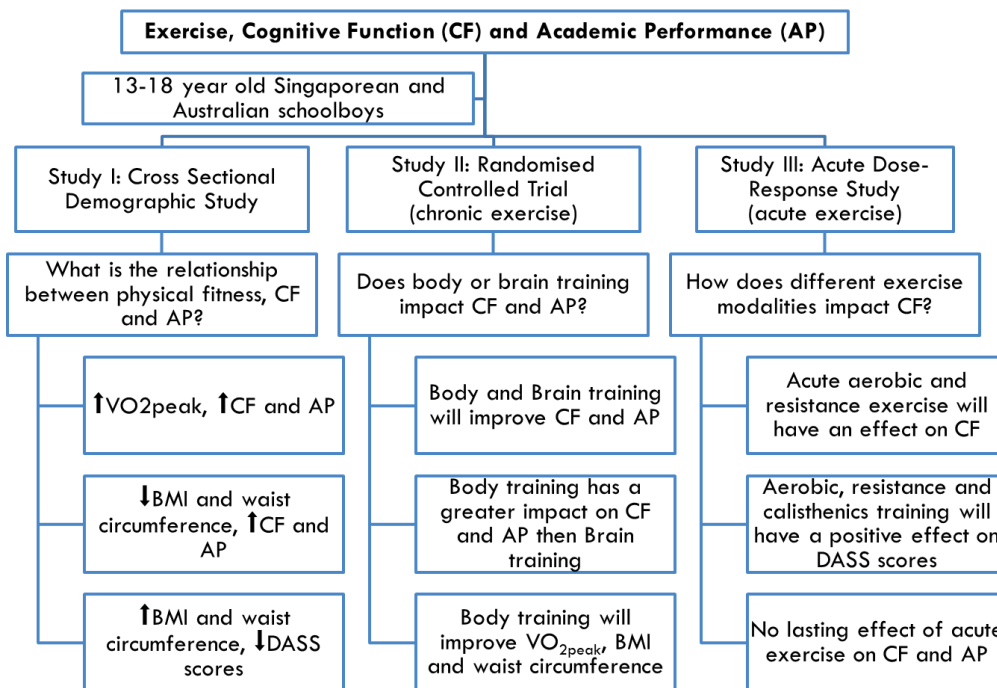 Exercise, Cognitive Function (CF) and Academic Performance (AP)
13-18 year old Singaporean and
Australian schoolboys
Study I: Cross Sectional
Demographic Study
Study II: Randomised
Controlled Trial
(chronic exercise)
Study III: Acute Dose-
Response Study
(acute exercise)
What is the relationship
between physical fitness, CF
and AP?
Does body or brain training
impact CF and AP?
How does different exercise
modalities impact CF?
⬆VO2peak, ⬆CF and AP
Body and Brain training
will improve CF and AP
Acute aerobic and
resistance exercise will
have an effect on CF
⬇BMI and waist
circumference, ⬆CF and
AP
Body training has a
greater impact on CF
and AP then Brain
training
Aerobic, resistance and
calisthenics training will
have a positive effect on
DASS scores
⬆BMI and waist
circumference, ⬇DASS
scores
Body training will
improve VO₂peak, BMI
and waist circumference
No lasting effect of acute
exercise on CF and AP